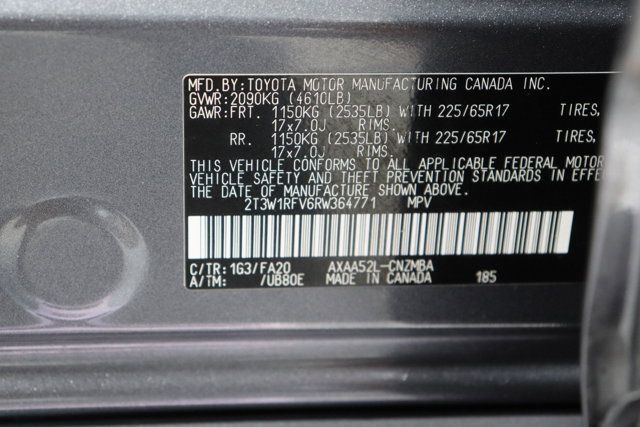 MFD.BY:TOYOTA MOTOR MANUFACTURING CANADA INC.
GVWR:2090KG (4610LB)
GAWR:FRT. 1150KG (2535LB) WITH 225/65R17 TIRES,
17x7.0J RIMS.
RR. 1150KG (2535LB) WITH 225/65R17 TIRES,
17x7.0J RIMS.
THIS VEHICLE CONFORMS TO ALL APPLICABLE FEDERAL MOTOR
VEHICLE SAFETY AND THEFT PREVENTION STANDARDS IN EFFE
OF MANUFACTURE SHOWN ABOVE.
2T3W1RFV6RW364771 MPV
C/TR: 1G3/FA20 AXAA52L-CNZMBA
A/TM: /UB80E MADE IN CANADA 185